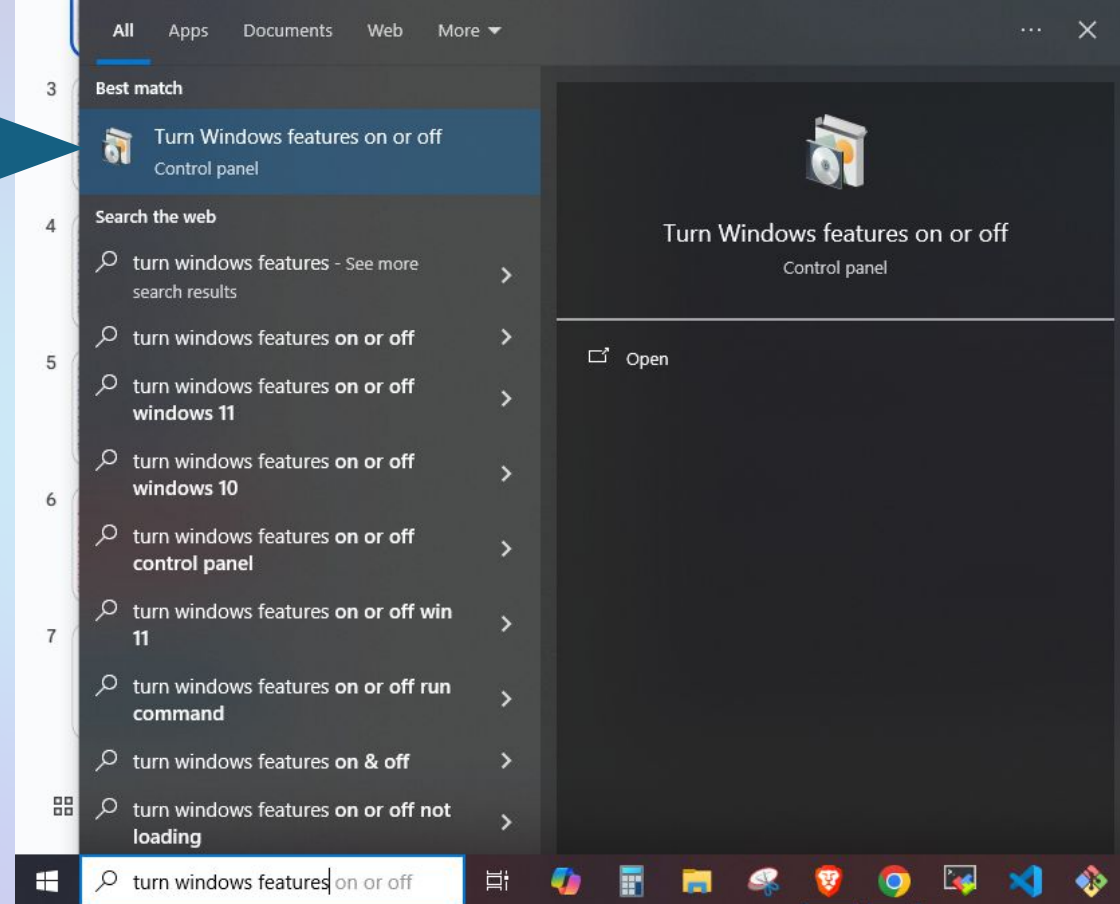 All Apps Documents Web More
3
Best match
Turn Windows features on or off
Control panel
4
Search the web
turn windows features - See more
search results
turn windows features on or off
5
turn windows features on or off
windows 11
turn windows features on or off
windows 10
6
turn windows features on or off
control panel
turn windows features on or off win
11
7
turn windows features on or off run
command
turn windows features on & off
turn windows features on or off not
loading
turn windows features on or off
Turn Windows features on or off
Control panel
Open